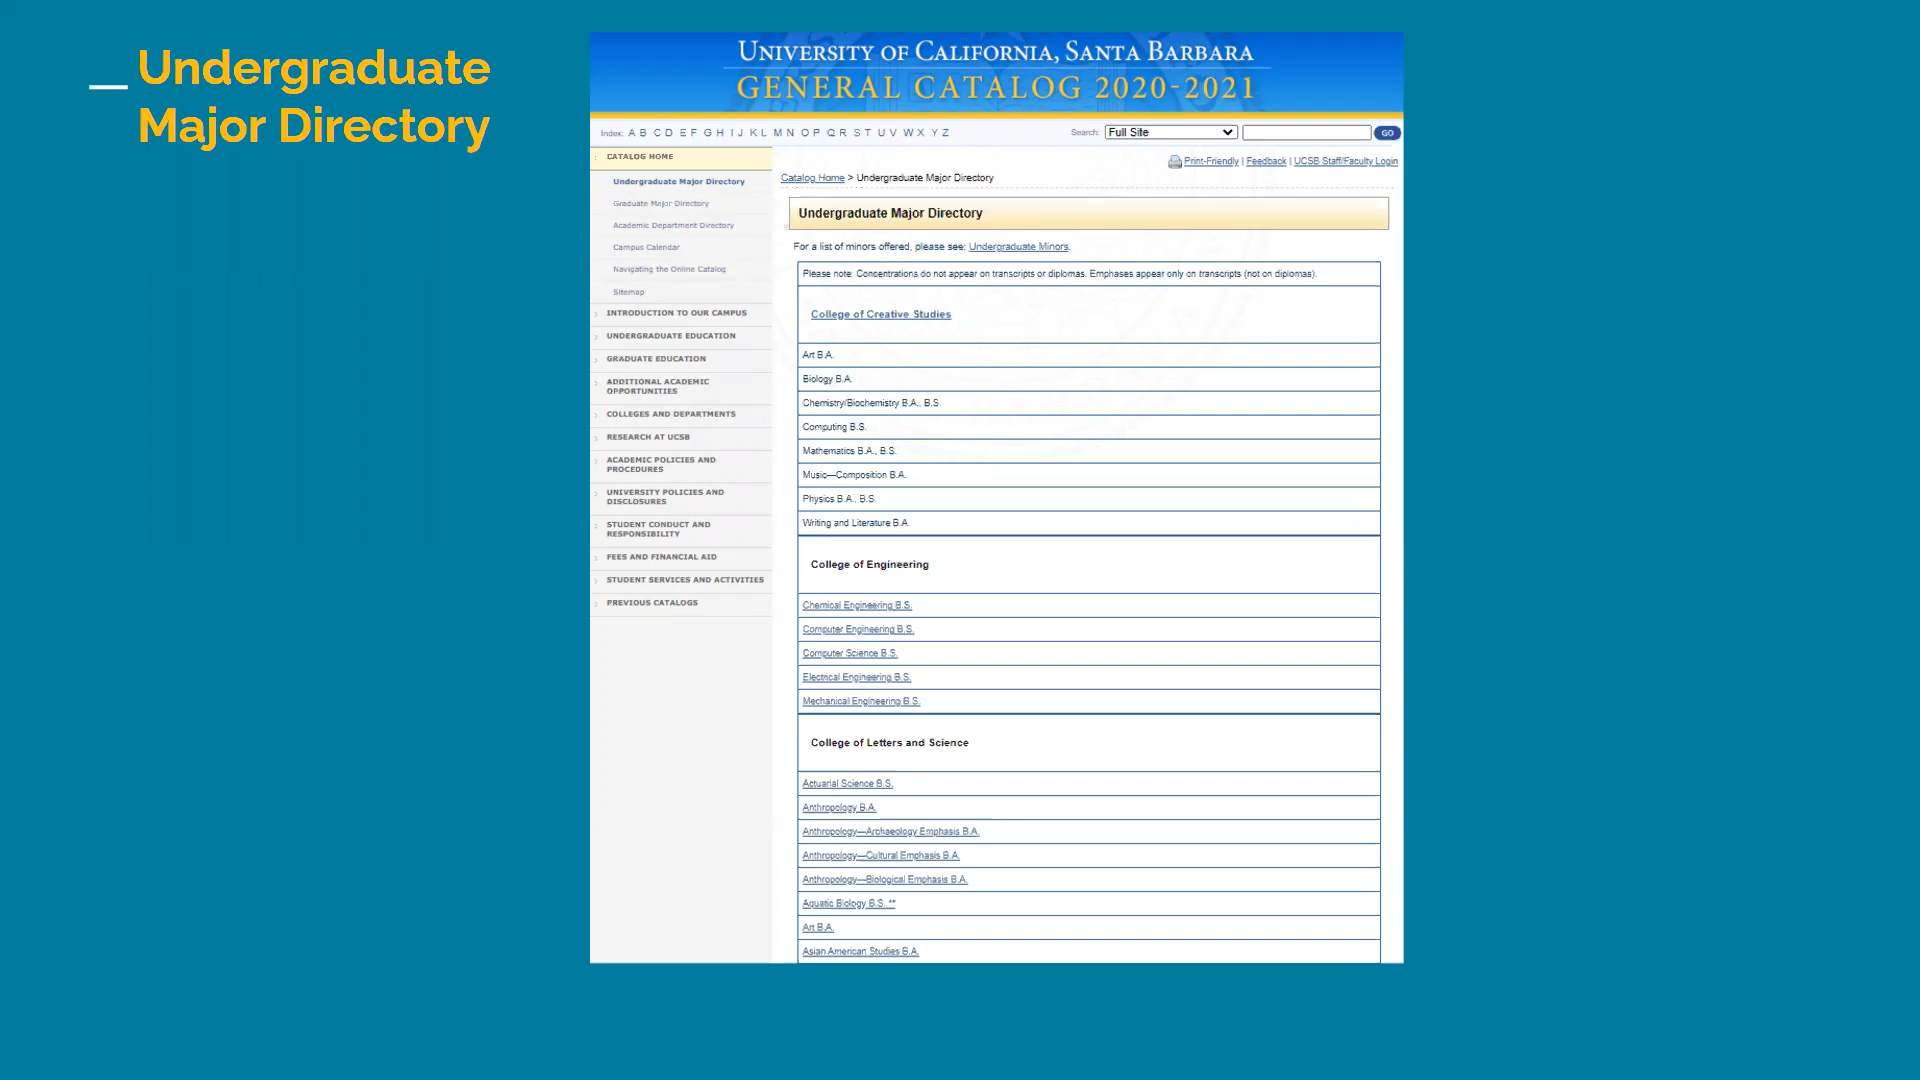 Undergraduate
Major Directory
UNIVERSITY OF CALIFORNIA, SANTA BARBARA
GENERAL CATALOG 2020-2021
Index: A B C D E F G H I J K L M N O P Q R S T U V W X Y Z
Search: Full Site GO
Print-Friendly | Feedback | UCSB Staff/Faculty Login
CATALOG HOME
Undergraduate Major Directory
Graduate Major Directory
Academic Department Directory
Campus Calendar
Navigating the Online Catalog
Sitemap
INTRODUCTION TO OUR CAMPUS
UNDERGRADUATE EDUCATION
GRADUATE EDUCATION
ADDITIONAL ACADEMIC
OPPORTUNITIES
COLLEGES AND DEPARTMENTS
RESEARCH AT UCSB
ACADEMIC POLICIES AND
PROCEDURES
UNIVERSITY POLICIES AND
DISCLOSURES
STUDENT CONDUCT AND
RESPONSIBILITY
FEES AND FINANCIAL AID
STUDENT SERVICES AND ACTIVITIES
PREVIOUS CATALOGS
Catalog Home > Undergraduate Major Directory
Undergraduate Major Directory
For a list of minors offered, please see: Undergraduate Minors.
Please note: Concentrations do not appear on transcripts or diplomas. Emphases appear only on transcripts (not on diplomas).
College of Creative Studies
Art B.A.
Biology B.A.
Chemistry/Biochemistry B.A., B.S.
Computing B.S.
Mathematics B.A., B.S.
Music—Composition B.A.
Physics B.A., B.S.
Writing and Literature B.A.
College of Engineering
Chemical Engineering B.S.
Computer Engineering B.S.
Computer Science B.S.
Electrical Engineering B.S.
Mechanical Engineering B.S.
College of Letters and Science
Actuarial Science B.S.
Anthropology B.A.
Anthropology—Archaeology Emphasis B.A.
Anthropology—Cultural Emphasis B.A.
Anthropology—Biological Emphasis B.A.
Aquatic Biology B.S. **
Art B.A.
Asian American Studies B.A.